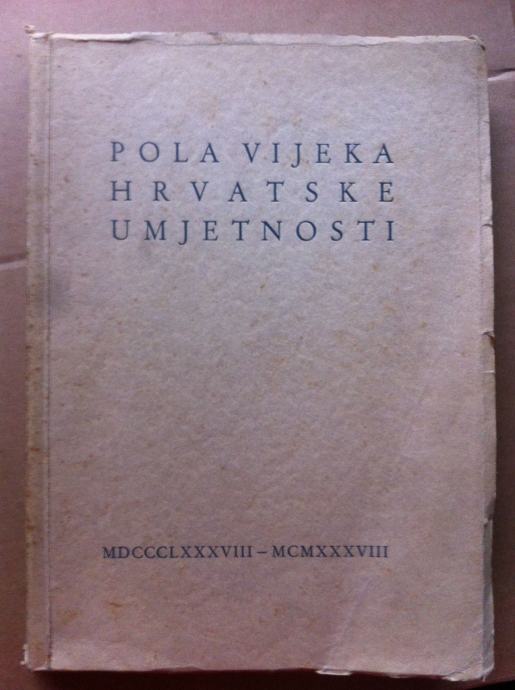 POLA VIJEKA
HRVATSKE
UMJETNOSTI
MDCCCLXXXVIII – MCMXXXVIII